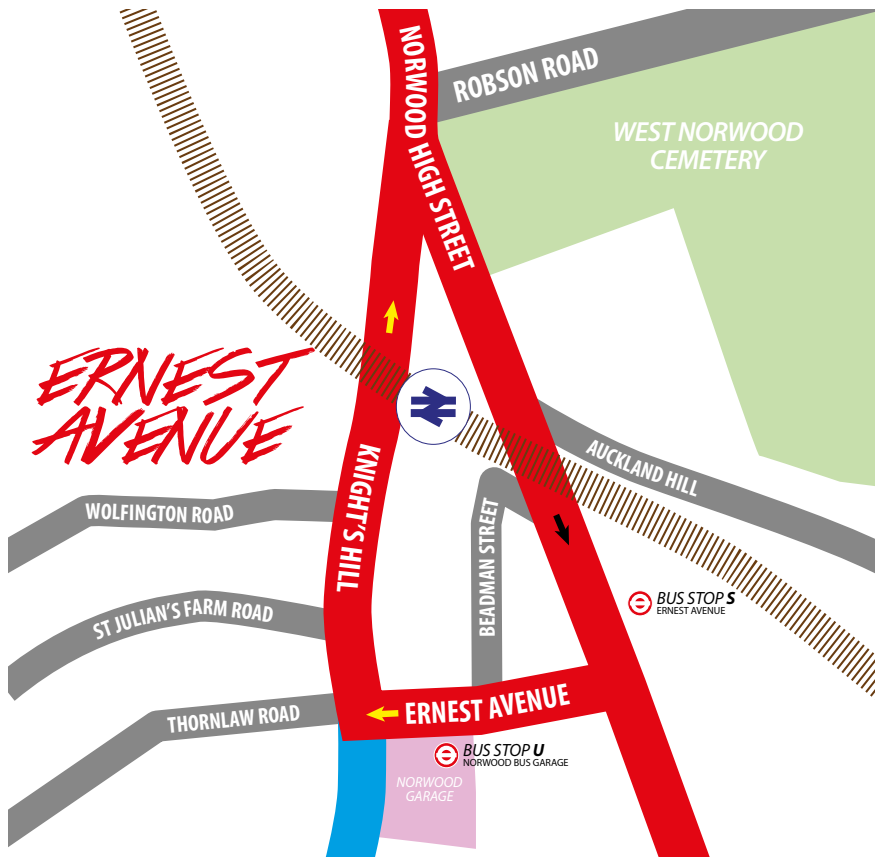 NORWOOD HIGH STREET
ROBSON ROAD
WEST NORWOOD
CEMETERY
ERNEST
AVENUE
KNIGHT'S HILL
AUCKLAND HILL
WOLFINGTON ROAD
BEADMAN STREET
BUS STOP S
ERNEST AVENUE
ST JULIAN'S FARM ROAD
THORNLAW ROAD
ERNEST AVENUE
BUS STOP U
NORWOOD BUS GARAGE
NORWOOD
GARAGE